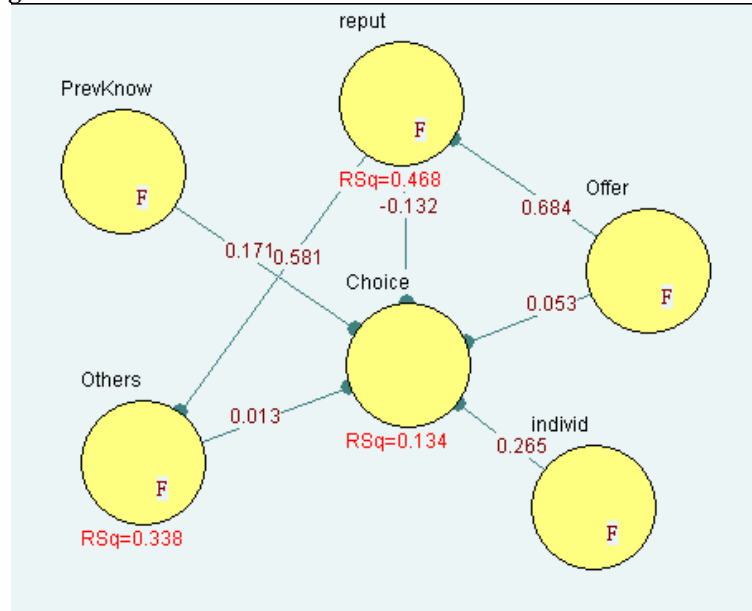 reput
PrevKnow
F
F
RSq=0.468
-0.132
0.684
Offer
0.171
0.581
Choice
F
0.053
Others
0.013
individ
RSq=0.134
0.265
F
F
RSq=0.338